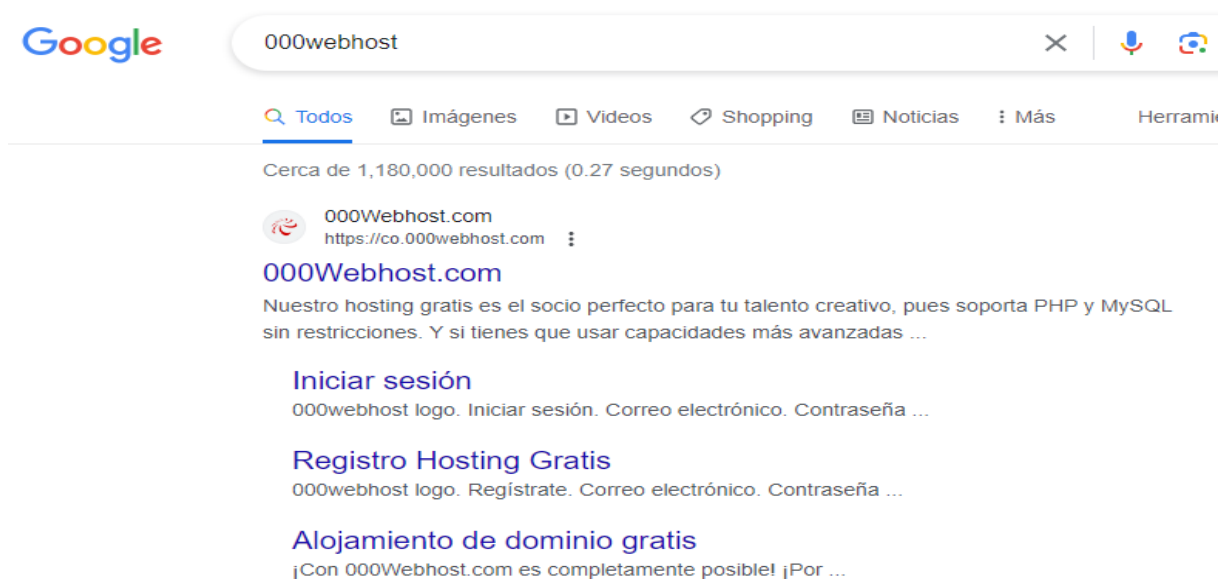 Google
000webhost
Todos Imágenes Videos Shopping Noticias Más
Cerca de 1,180,000 resultados (0.27 segundos)
000Webhost.com
https://co.000webhost.com
000Webhost.com
Nuestro hosting gratis es el socio perfecto para tu talento creativo, pues soporta PHP y MySQL
sin restricciones. Y si tienes que usar capacidades más avanzadas ...
Iniciar sesión
000webhost logo. Iniciar sesión. Correo electrónico. Contraseña ...
Registro Hosting Gratis
000webhost logo. Regístrate. Correo electrónico. Contraseña ...
Alojamiento de dominio gratis
¡Con 000Webhost.com es completamente posible! ¡Por ...